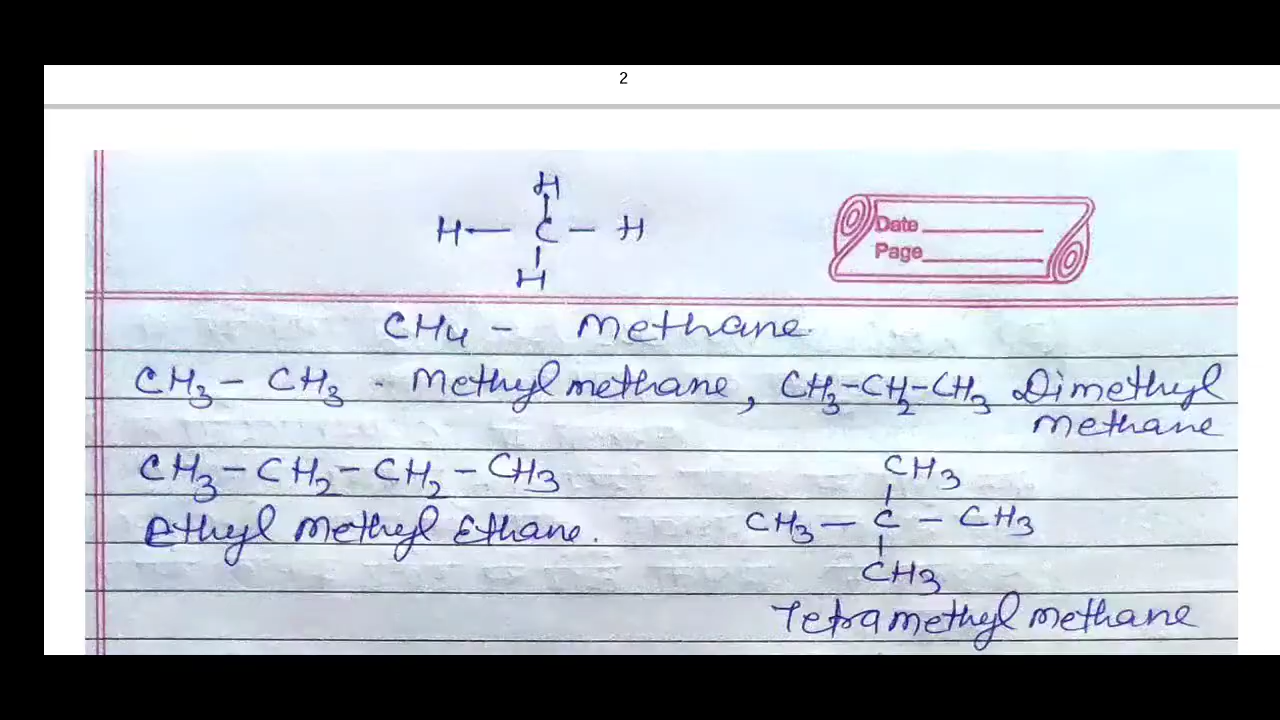 2
H
H — C — H
H
Date
Page
CH4 - Methane.
CH3 - CH3 - Methyl methane, CH3-CH2-CH3 Dimethyl
methane
CH3 - CH2 - CH2 - CH3
Ethyl Methyl Ethane.
CH3
CH3 — C — CH3
CH3
Tetramethyl methane